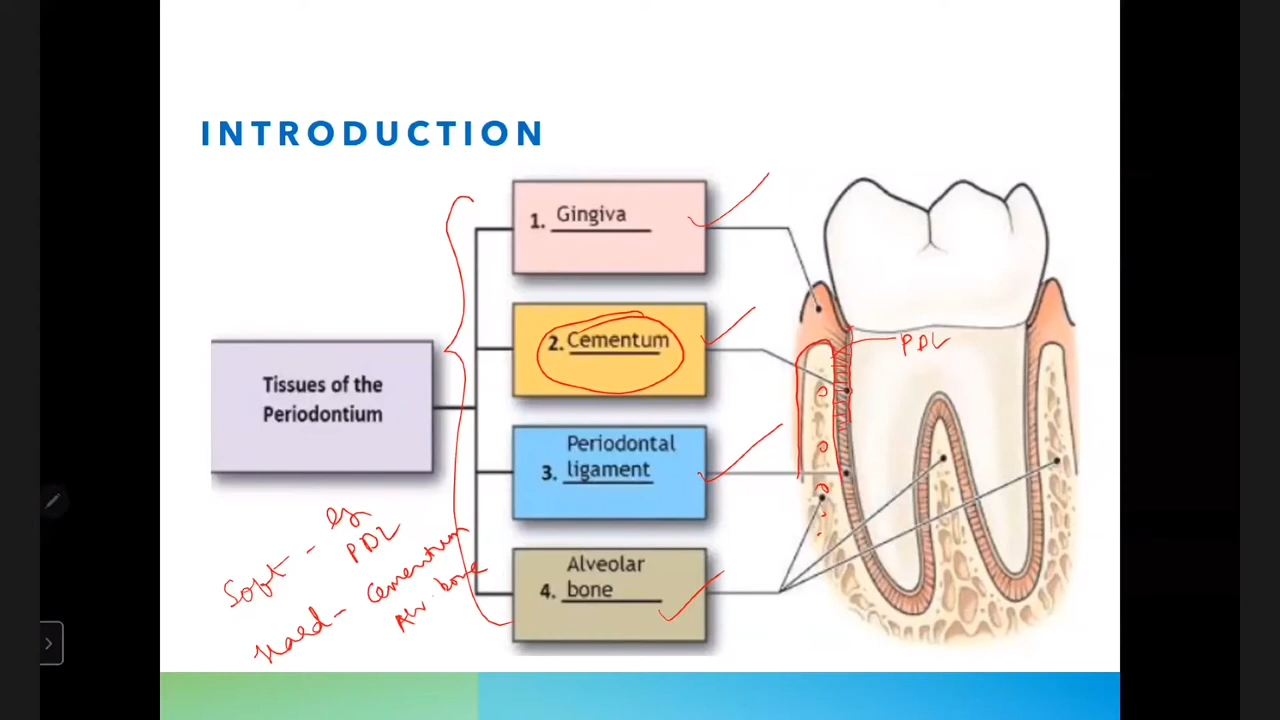 INTRODUCTION
1. Gingiva
2. Cementum
Tissues of the
Periodontium
3. Periodontal
ligament
4. Alveolar
bone
PDL
Soft -
PDL
Hard - Cementum
Alv. bone